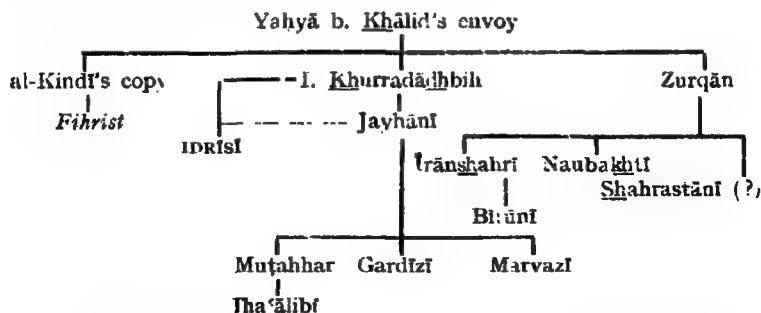 Yaḥyā b. Khālid's envoy
al-Kindī's copy I. Khurradādhbih Zurqān
Fihrist Jayhānī
IDRĪSĪ
Īrānshahrī Naubakhtī
Shahrastānī (?)
Bīrūnī
Muṭahhar Gardīzī Marvazī
Tha‘ālibī